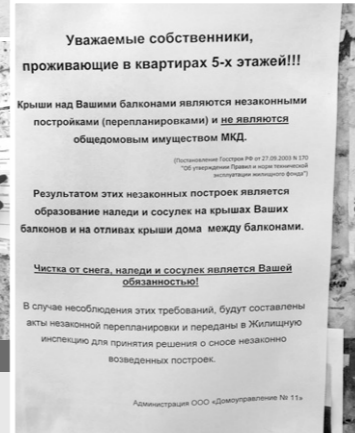 Уважаемые собственники,
проживающие в квартирах 5-х этажей!!!
Крыши над Вашими балконами являются незаконными
постройками (перепланировками) и не являются
общедомовым имуществом МКД.
(Постановление Госстроя РФ от 27.09.2003 N 170
"Об утверждении Правил и норм технической
эксплуатации жилищного фонда")
Результатом этих незаконных построек является
образование наледи и сосулек на крышах Ваших
балконов и на отливах крыши дома между балконами.
Чистка от снега, наледи и сосулек является Вашей
обязанностью!
В случае несоблюдения этих требований, будут составлены
акты незаконной перепланировки и переданы в Жилищную
инспекцию для принятия решения о сносе незаконно
возведенных построек.
Администрация ООО «Домоуправление № 11»